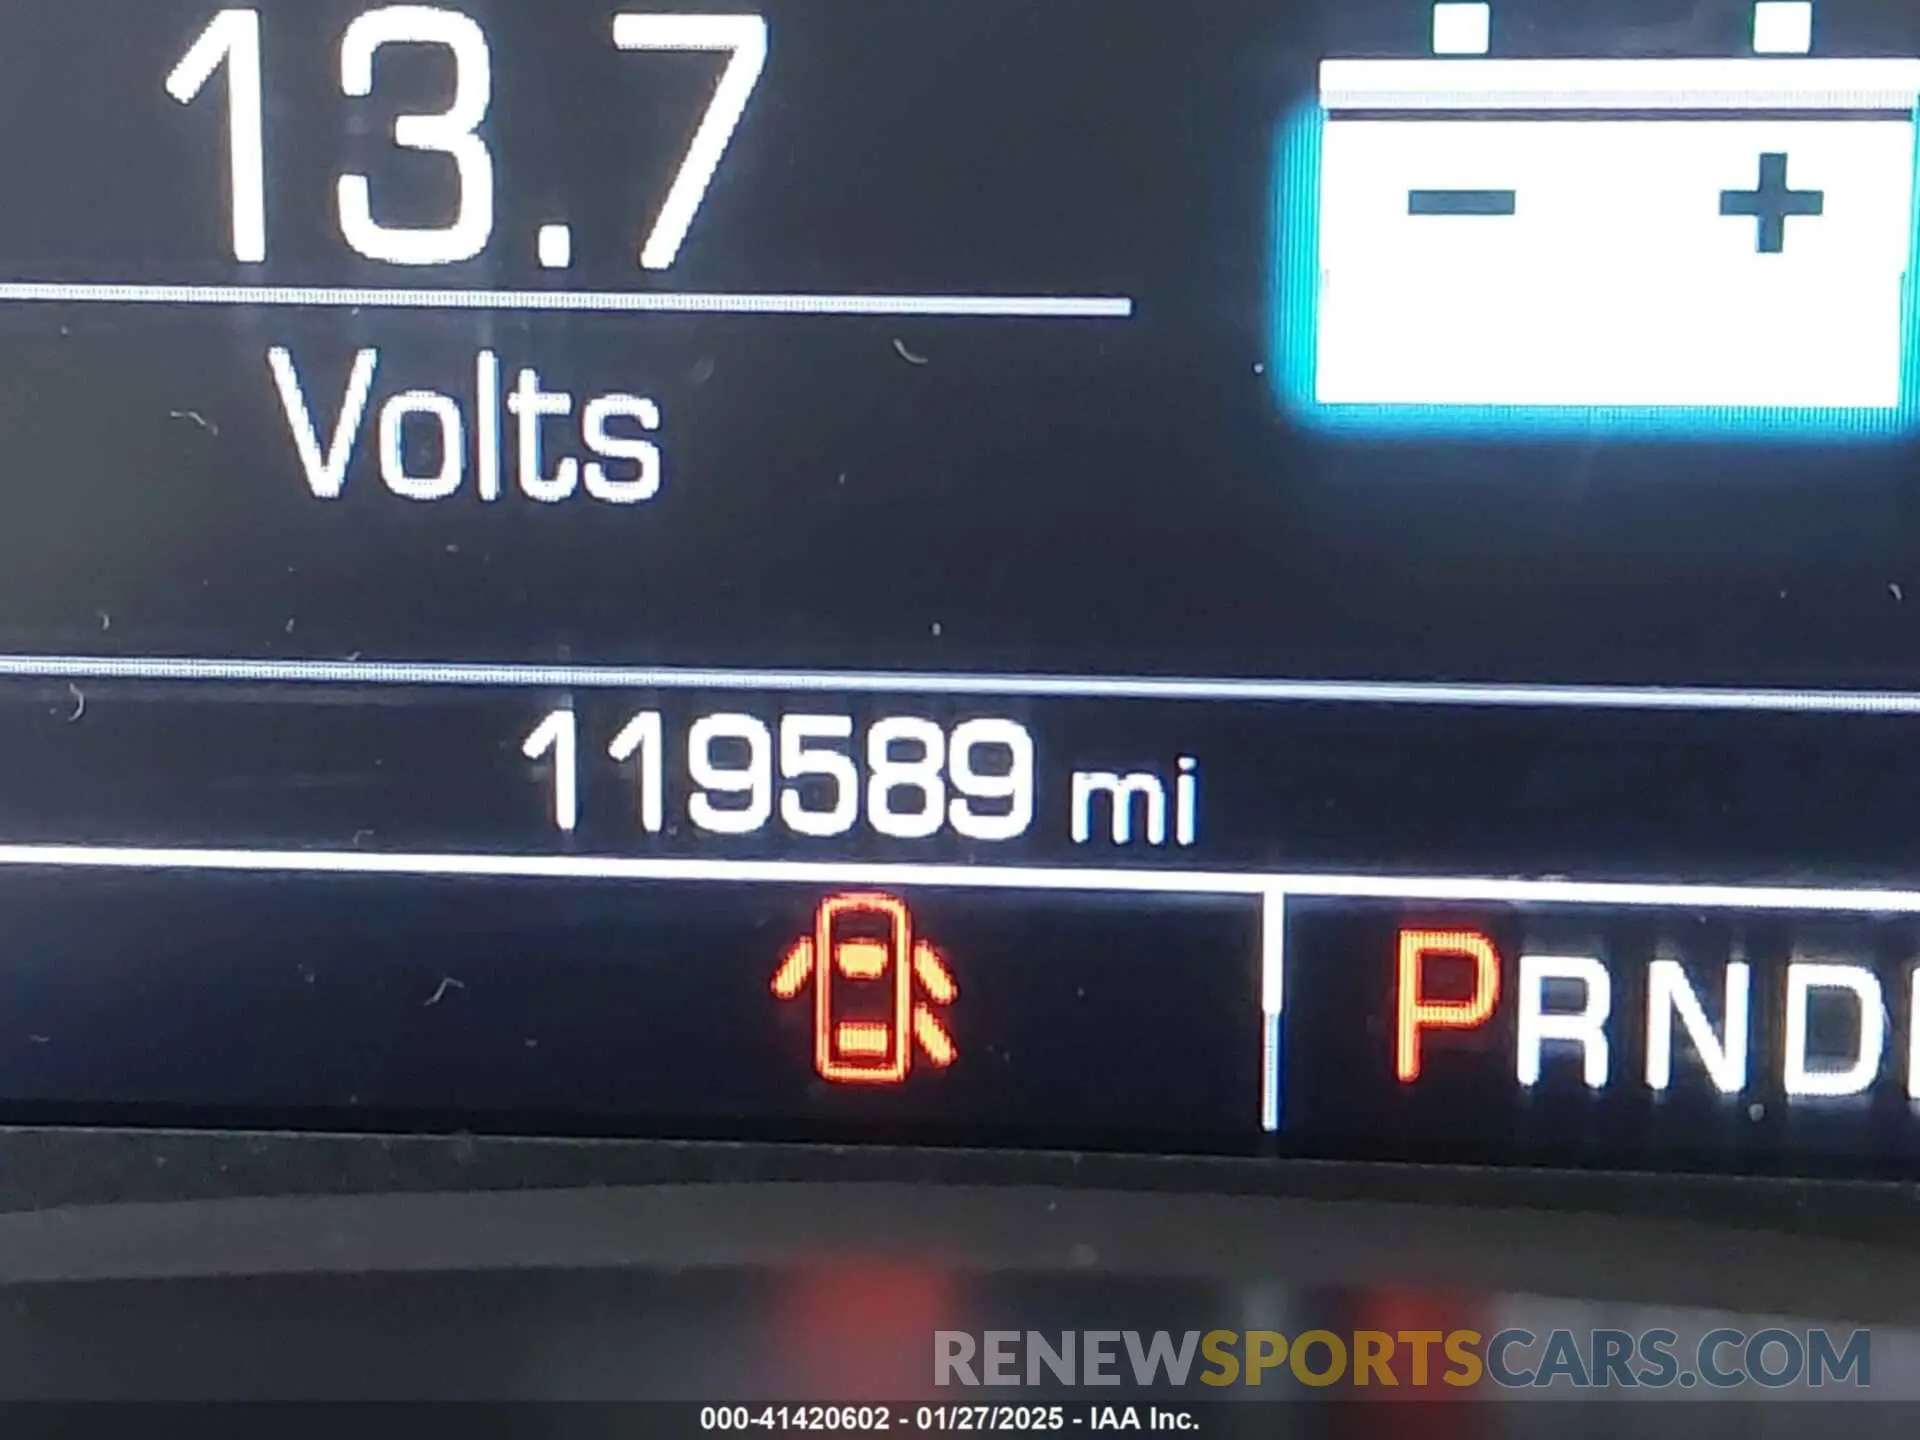 13.7
Volts
119589 mi
PRND
RENEWSPORTSCARS.COM
000-41420602 - 01/27/2025 - IAA Inc.